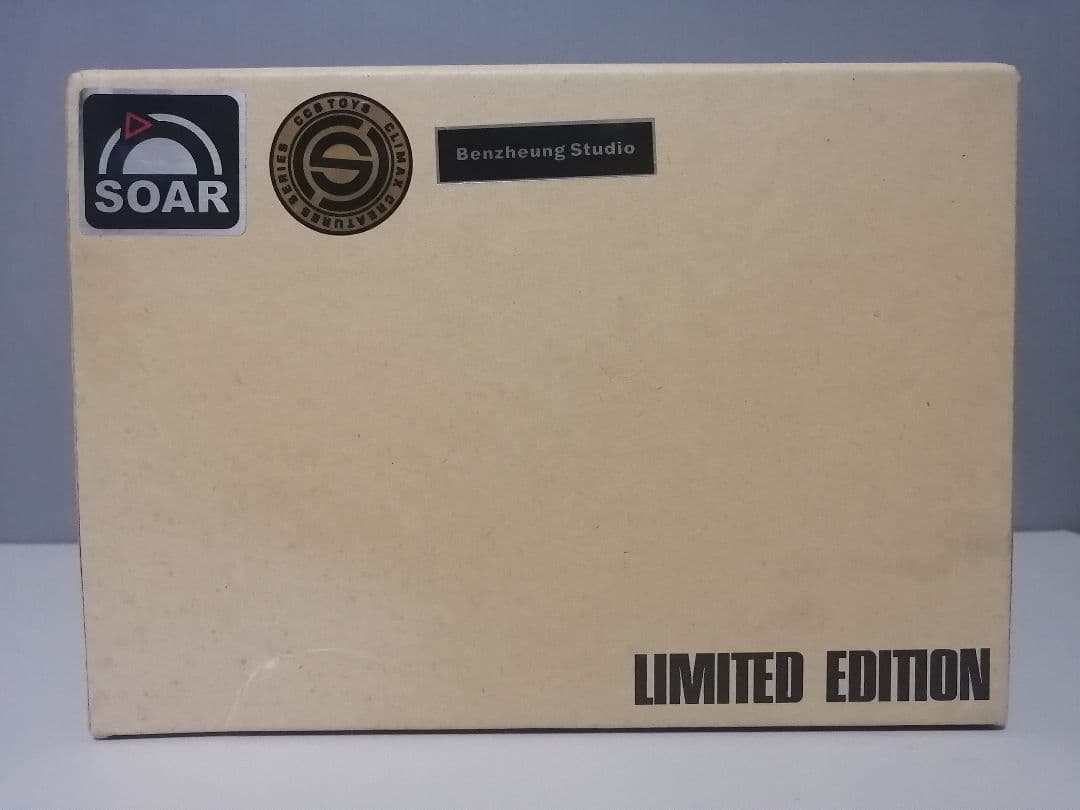 SOAR
CCS TOYS CLIMAX CREATURES SERIES
Benzheung Studio
LIMITED EDITION